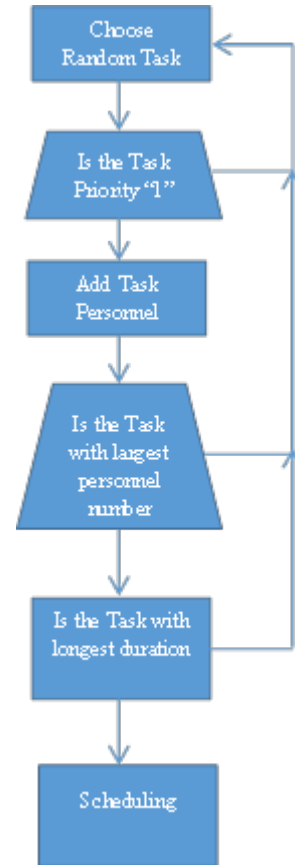 Choose
Random Task
Is the Task
Priority "1"
Add Task
Personnel
Is the Task
with largest
personnel
number
Is the Task with
longest duration
Scheduling